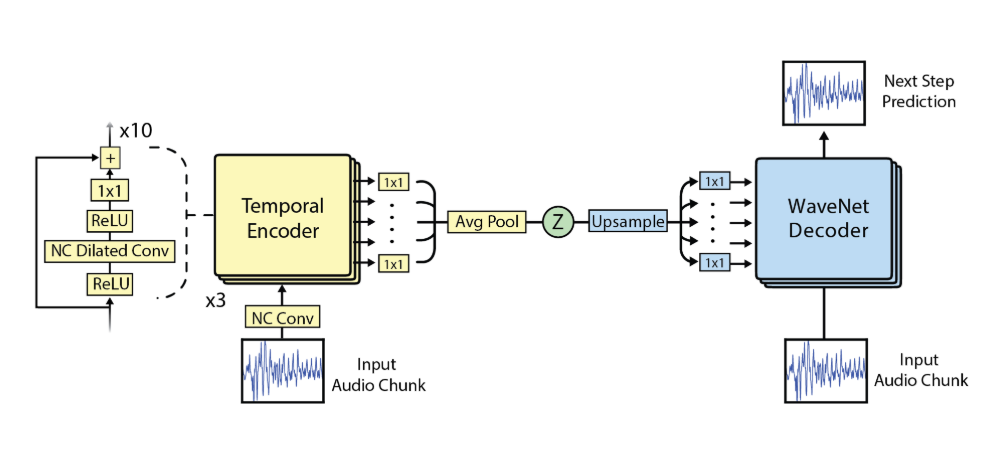 x10
+
1x1
ReLU
NC Dilated Conv
ReLU
Temporal
Encoder
x3
NC Conv
Input
Audio Chunk
1x1
1x1
Avg Pool
Z
Upsample
1x1
1x1
WaveNet
Decoder
Next Step
Prediction
Input
Audio Chunk